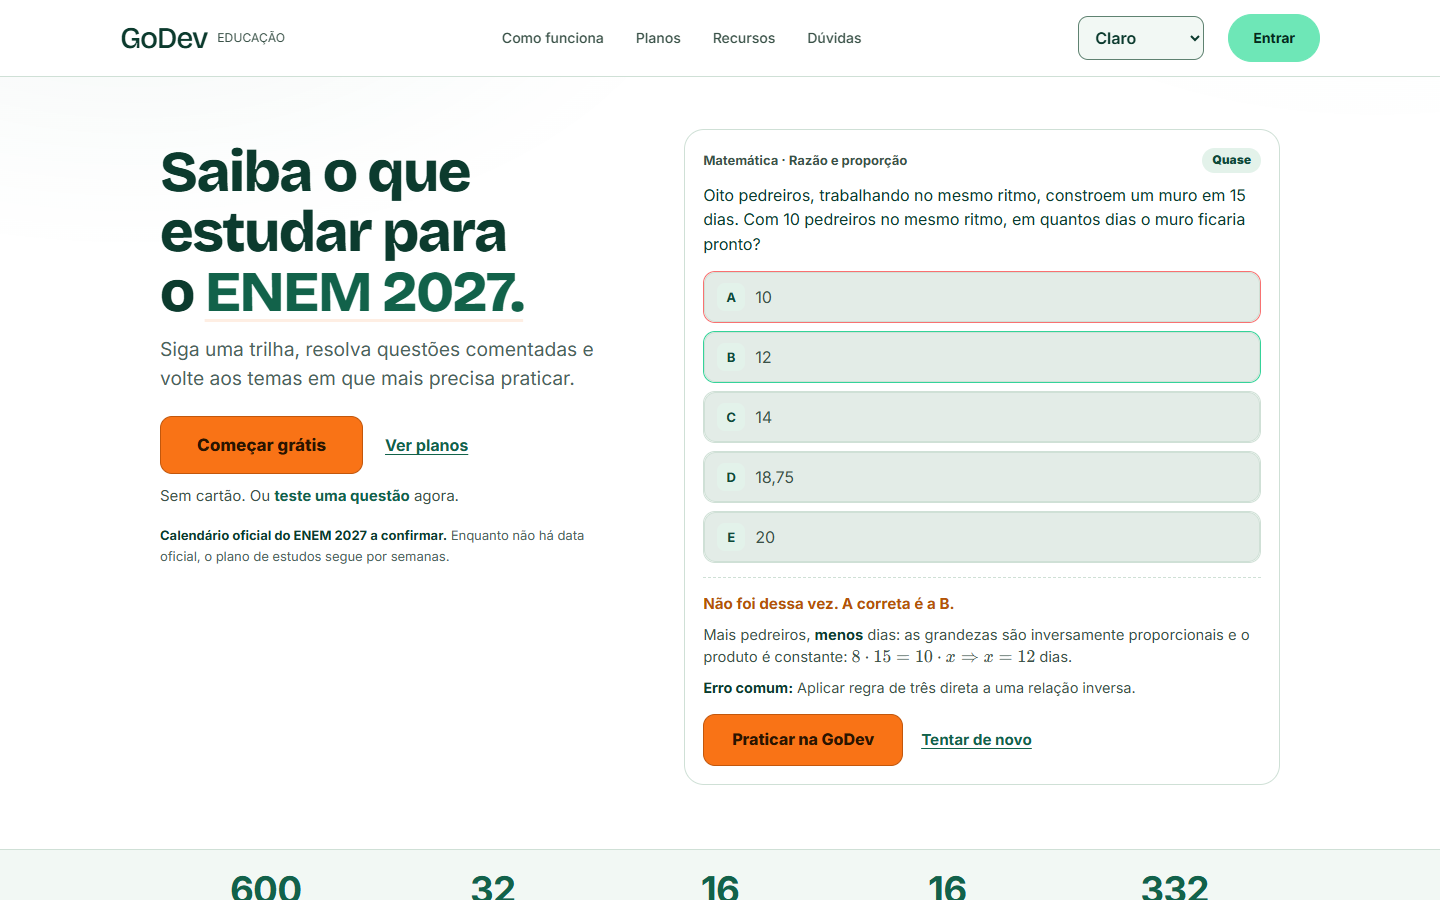 GoDev EDUCAÇÃO
Como funciona
Planos
Recursos
Dúvidas
Claro
Entrar
Saiba o que
estudar para
o ENEM 2027.
Siga uma trilha, resolva questões comentadas e
volte aos temas em que mais precisa praticar.
Começar grátis
Ver planos
Sem cartão. Ou teste uma questão agora.
Calendário oficial do ENEM 2027 a confirmar. Enquanto não há data
oficial, o plano de estudos segue por semanas.
Matemática · Razão e proporção
Quase
Oito pedreiros, trabalhando no mesmo ritmo, constroem um muro em 15
dias. Com 10 pedreiros no mesmo ritmo, em quantos dias o muro ficaria
pronto?
A 10
B 12
C 14
D 18,75
E 20
Não foi dessa vez. A correta é a B.
Mais pedreiros, menos dias: as grandezas são inversamente proporcionais e o
produto é constante: 8 · 15 = 10 · x ⇒ x = 12 dias.
Erro comum: Aplicar regra de três direta a uma relação inversa.
Praticar na GoDev
Tentar de novo
600
32
16
16
332